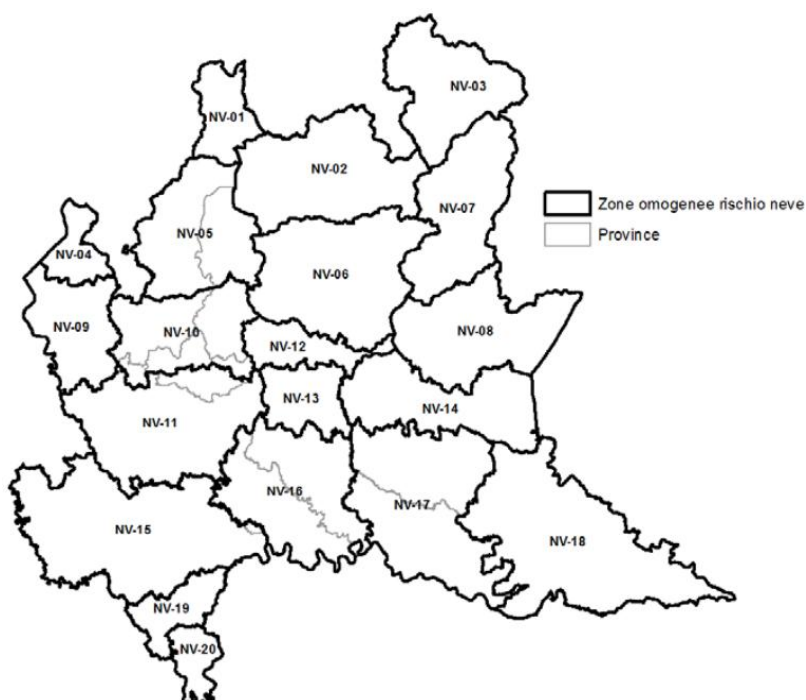 NV-03
NV-01
NV-02
NV-07
Zone omogenee rischio neve
NV-05
Province
NV-04
NV-06
NV-09
NV-10
NV-08
NV-12
NV-13
NV-14
NV-11
NV-16
NV-17
NV-15
NV-18
NV-19
NV-20